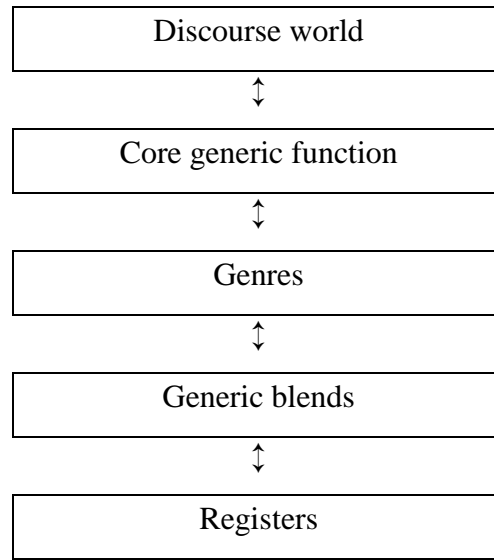 Discourse world
↕
Core generic function
↕
Genres
↕
Generic blends
↕
Registers